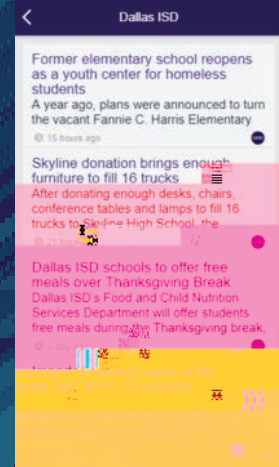 Dallas ISD
Former elementary school reopens
as a youth center for homeless
students
A year ago, plans were announced to turn
the vacant Fannie C. Harris Elementary
15 hours ago
Skyline donation brings enough
furniture to fill 16 trucks
After donating enough desks, chairs,
conference tables and lamps to fill 16
trucks to Skyline High School, the
Dallas ISD schools to offer free
meals over Thanksgiving Break
Dallas ISD's Food and Child Nutrition
Services Department will offer students
free meals during the Thanksgiving break,